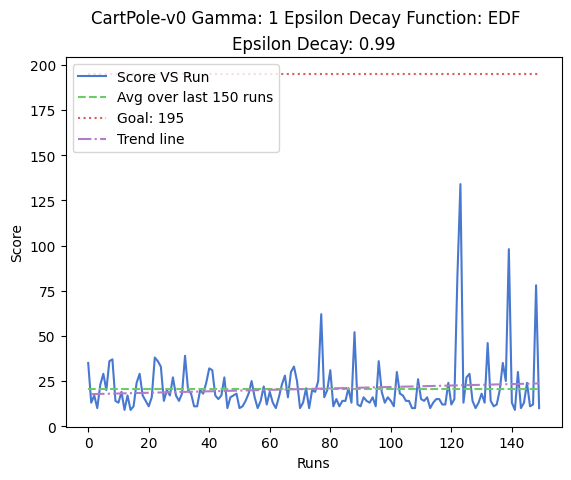 CartPole-v0 Gamma: 1 Epsilon Decay Function: EDF
Epsilon Decay: 0.99
Score VS Run
Avg over last 150 runs
Goal: 195
Trend line
200
175
150
125
100
75
50
25
0
Score
0 20 40 60 80 100 120 140
Runs